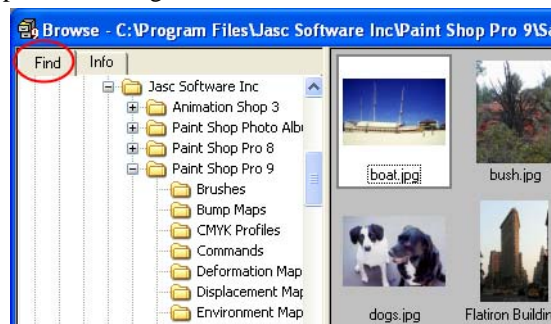 Browse - C:\Program Files\Jasc Software Inc\Paint Shop Pro 9\Sa
Find Info
Jasc Software Inc
Animation Shop 3
Paint Shop Photo Alb
Paint Shop Pro 8
Paint Shop Pro 9
Brushes
Bump Maps
CMYK Profiles
Commands
Deformation Map
Displacement Map
Environment Map
boat.jpg bush.jpg
dogs.jpg Flatiron Buildin